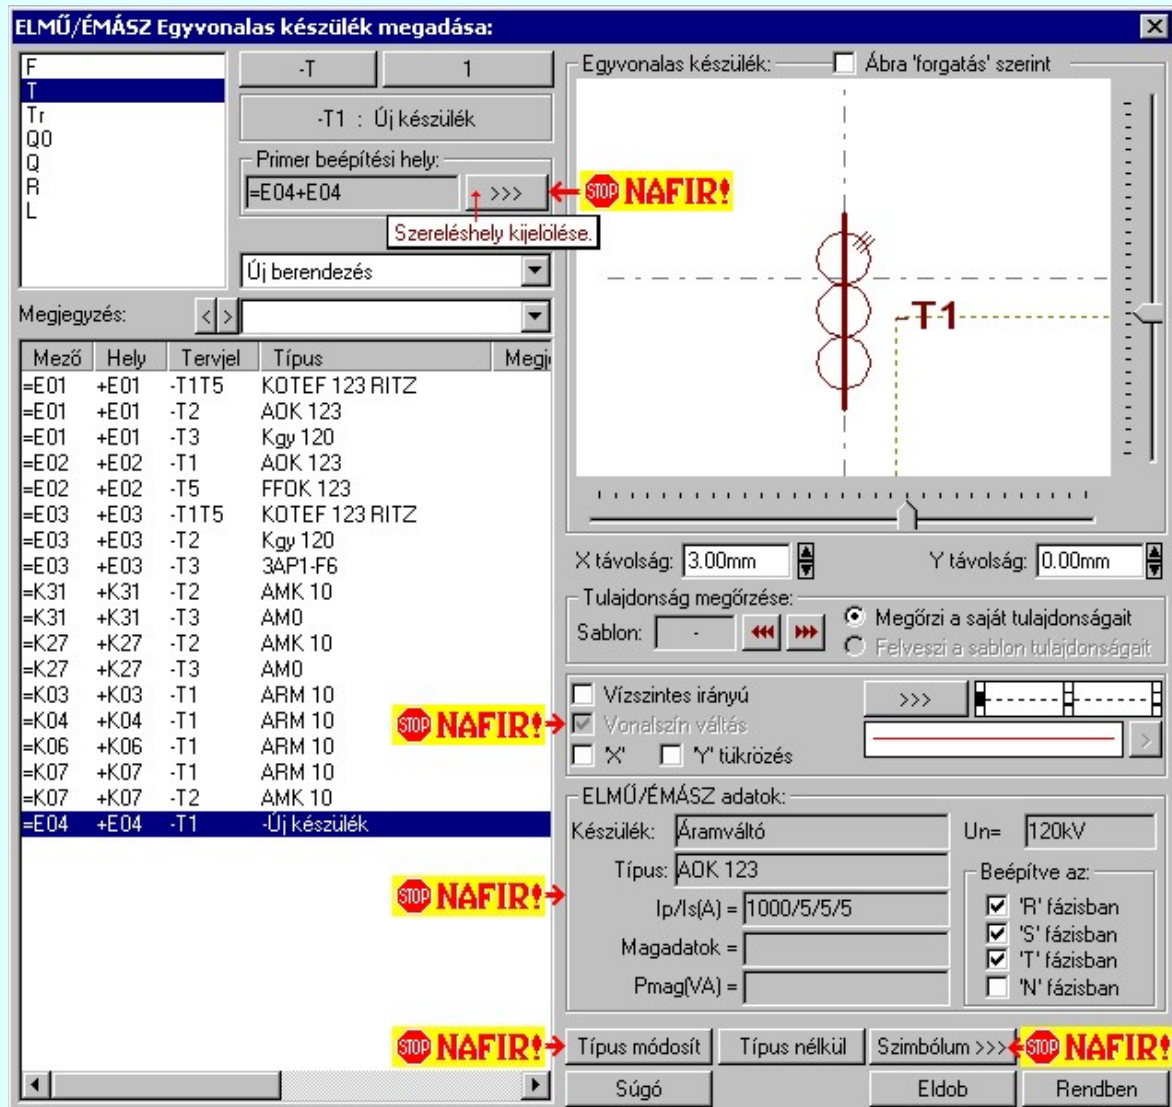 ELMŰ/ÉMÁSZ Egyvonalas készülék megadása:
F
T
Tr
Q0
Q
R
L
-T 1
-T1 : Új készülék
Primer beépítési hely:
=E04+E04 >>>
STOP NAFIR!
Szereléshely kijelölése.
Új berendezés
Megjegyzés: < >
Mező Hely Tervjel Típus Megj
=E01 +E01 -T1T5 KOTEF 123 RITZ
=E01 +E01 -T2 AOK 123
=E01 +E01 -T3 Kgy 120
=E02 +E02 -T1 AOK 123
=E02 +E02 -T5 FFOK 123
=E03 +E03 -T1T5 KOTEF 123 RITZ
=E03 +E03 -T2 Kgy 120
=E03 +E03 -T3 3AP1-F6
=K31 +K31 -T2 AMK 10
=K31 +K31 -T3 AM0
=K27 +K27 -T2 AMK 10
=K27 +K27 -T3 AM0
=K03 +K03 -T1 ARM 10
=K04 +K04 -T1 ARM 10
=K06 +K06 -T1 ARM 10
=K07 +K07 -T1 ARM 10
=K07 +K07 -T2 AMK 10
=E04 +E04 -T1 -Új készülék
Egyvonalas készülék: Ábra 'forgatás' szerint
-T1
X távolság: 3.00mm Y távolság: 0.00mm
Tulajdonság megőrzése:
Sablon: - Megőrzi a saját tulajdonságait
Felveszi a sablon tulajdonságait
Vízszintes irányú >>>
STOP NAFIR! Vonalszín váltás >
'X' 'Y' tükrözés
ELMŰ/ÉMÁSZ adatok:
Készülék: Áramváltó Un= 120kV
Típus: AOK 123
STOP NAFIR!
Ip/Is(A) = 1000/5/5/5
Magadatok =
Pmag(VA) =
Beépítve az:
'R' fázisban
'S' fázisban
'T' fázisban
'N' fázisban
STOP NAFIR! Típus módosít Típus nélkül Szimbólum >>> STOP NAFIR!
Súgó Eldob Rendben